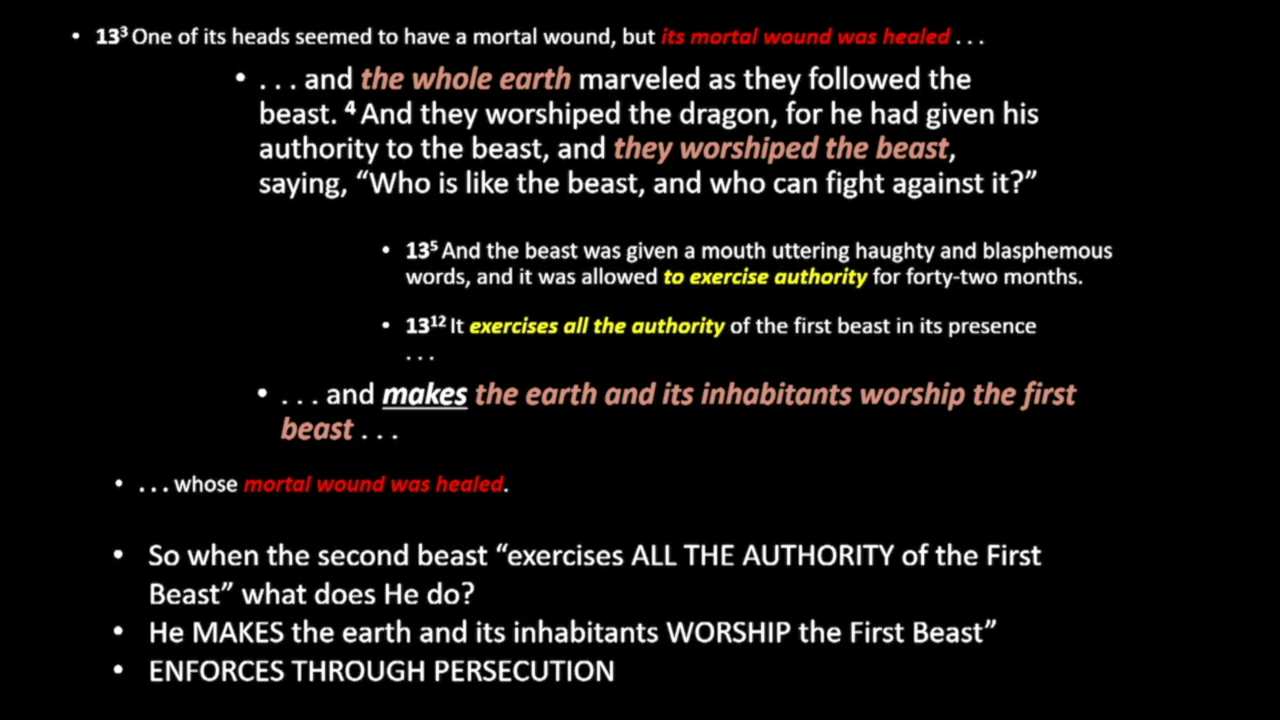 • 13³ One of its heads seemed to have a mortal wound, but its mortal wound was healed . . .
• . . . and the whole earth marveled as they followed the
beast. ⁴ And they worshiped the dragon, for he had given his
authority to the beast, and they worshiped the beast,
saying, “Who is like the beast, and who can fight against it?”
• 13⁵ And the beast was given a mouth uttering haughty and blasphemous
words, and it was allowed to exercise authority for forty-two months.
• 13¹² It exercises all the authority of the first beast in its presence
. . .
• . . . and makes the earth and its inhabitants worship the first
beast . . .
• . . . whose mortal wound was healed.
• So when the second beast “exercises ALL THE AUTHORITY of the First
Beast” what does He do?
• He MAKES the earth and its inhabitants WORSHIP the First Beast”
• ENFORCES THROUGH PERSECUTION